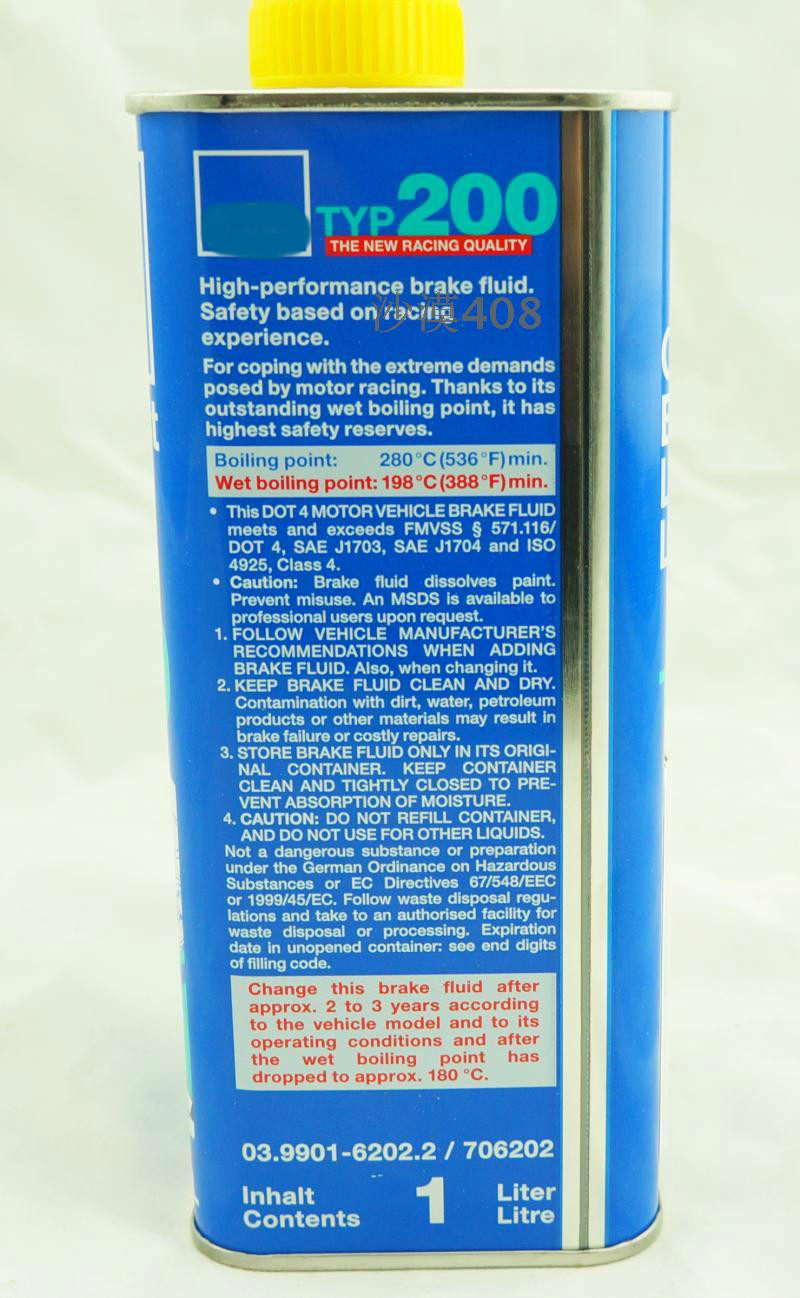 TYP 200
THE NEW RACING QUALITY
High-performance brake fluid.
Safety based on racing
experience.
沙漠408
For coping with the extreme demands
posed by motor racing. Thanks to its
outstanding wet boiling point, it has
highest safety reserves.
Boiling point: 280°C (536°F) min.
Wet boiling point: 198°C (388°F) min.
• This DOT 4 MOTOR VEHICLE BRAKE FLUID
meets and exceeds FMVSS § 571.116/
DOT 4, SAE J1703, SAE J1704 and ISO
4925, Class 4.
• Caution: Brake fluid dissolves paint.
Prevent misuse. An MSDS is available to
professional users upon request.
1. FOLLOW VEHICLE MANUFACTURER'S
RECOMMENDATIONS WHEN ADDING
BRAKE FLUID. Also, when changing it.
2. KEEP BRAKE FLUID CLEAN AND DRY.
Contamination with dirt, water, petroleum
products or other materials may result in
brake failure or costly repairs.
3. STORE BRAKE FLUID ONLY IN ITS ORIGI-
NAL CONTAINER. KEEP CONTAINER
CLEAN AND TIGHTLY CLOSED TO PRE-
VENT ABSORPTION OF MOISTURE.
4. CAUTION: DO NOT REFILL CONTAINER,
AND DO NOT USE FOR OTHER LIQUIDS.
Not a dangerous substance or preparation
under the German Ordinance on Hazardous
Substances or EC Directives 67/548/EEC
or 1999/45/EC. Follow waste disposal regu-
lations and take to an authorised facility for
waste disposal or processing. Expiration
date in unopened container: see end digits
of filling code.
Change this brake fluid after
approx. 2 to 3 years according
to the vehicle model and to its
operating conditions and after
the wet boiling point has
dropped to approx. 180 °C.
03.9901-6202.2 / 706202
Inhalt 1 Liter
Contents Litre